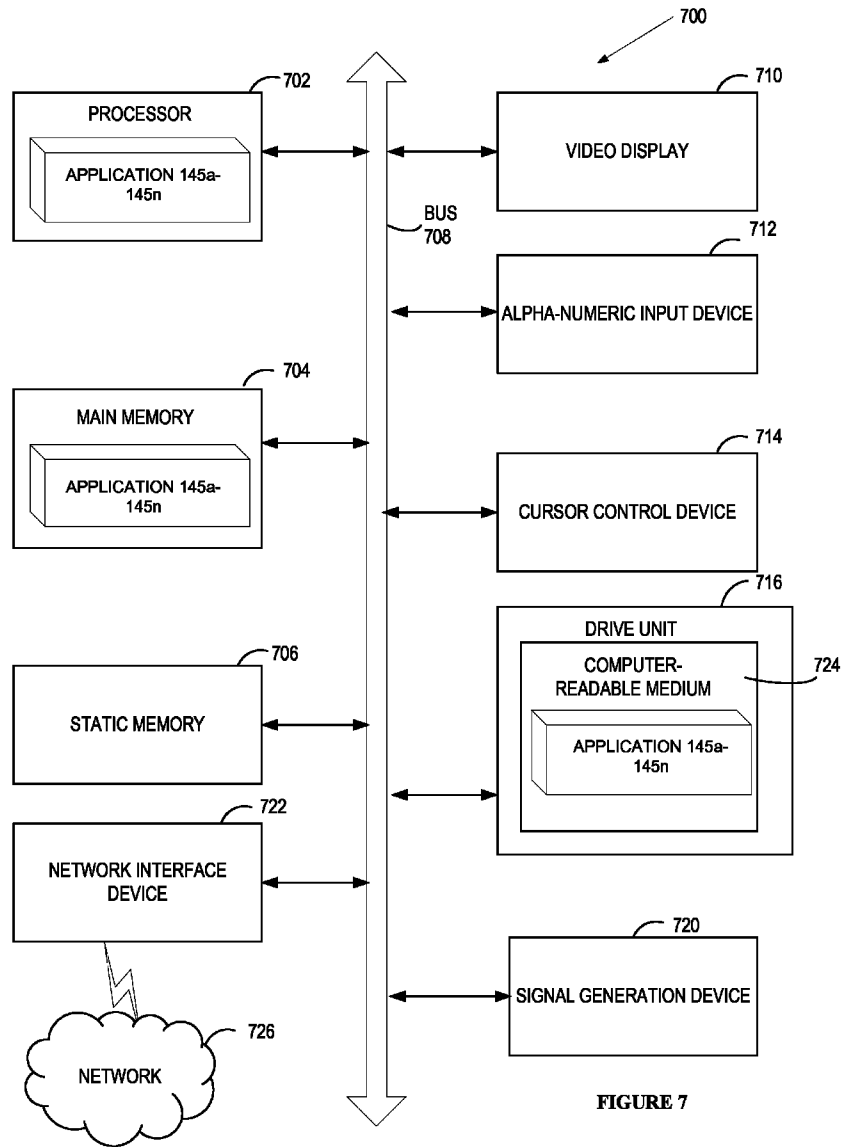 700
702
PROCESSOR
APPLICATION 145a-
145n
710
VIDEO DISPLAY
BUS
708
712
ALPHA-NUMERIC INPUT DEVICE
704
MAIN MEMORY
APPLICATION 145a-
145n
714
CURSOR CONTROL DEVICE
706
STATIC MEMORY
716
DRIVE UNIT
COMPUTER-
READABLE MEDIUM
724
APPLICATION 145a-
145n
722
NETWORK INTERFACE
DEVICE
720
SIGNAL GENERATION DEVICE
726
NETWORK
FIGURE 7